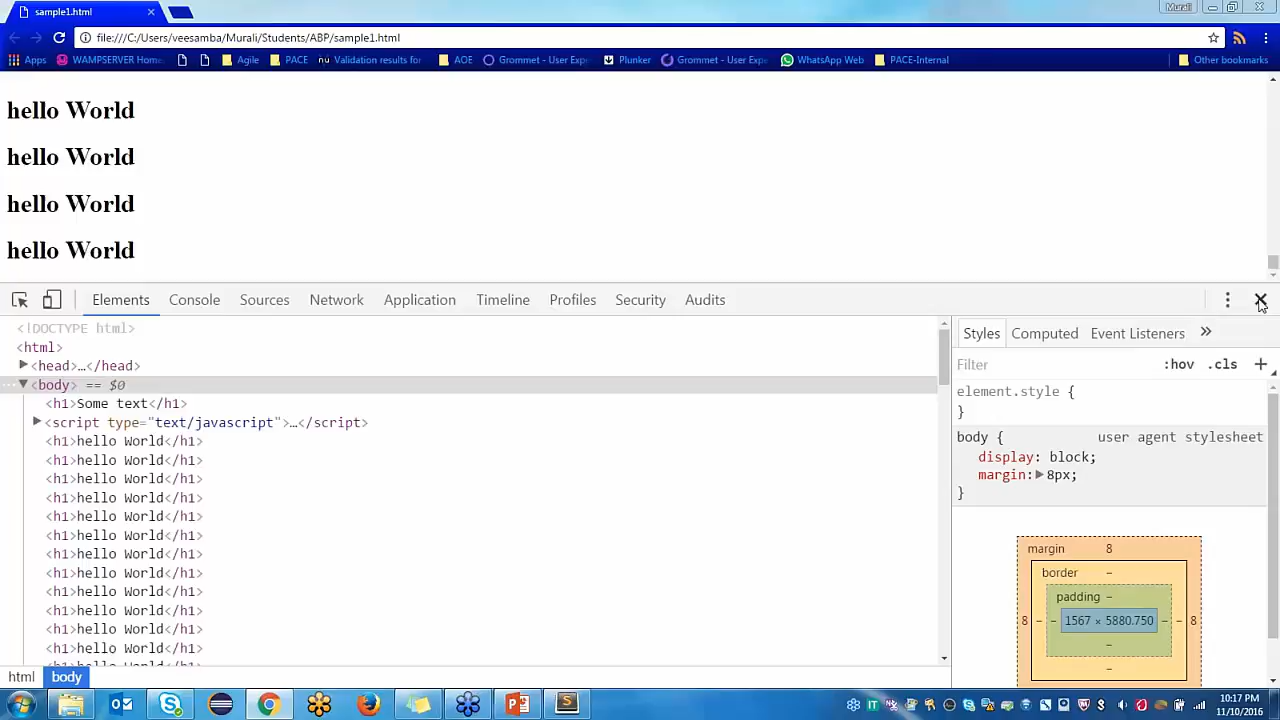 sample1.html
Murali
file:///C:/Users/veesamba/Murali/Students/ABP/sample1.html
Apps WAMPSERVER Home Agile PACE Validation results for AOE Grommet - User Exp Plunker Grommet - User Exp WhatsApp Web PACE-Internal Other bookmarks
hello World
hello World
hello World
hello World
Elements Console Sources Network Application Timeline Profiles Security Audits
<!DOCTYPE html>
<html>
<head>…</head>
<body> == $0
<h1>Some text</h1>
<script type="text/javascript">…</script>
<h1>hello World</h1>
<h1>hello World</h1>
<h1>hello World</h1>
<h1>hello World</h1>
<h1>hello World</h1>
<h1>hello World</h1>
<h1>hello World</h1>
<h1>hello World</h1>
<h1>hello World</h1>
<h1>hello World</h1>
<h1>hello World</h1>
<h1>hello World</h1>
html body
Styles Computed Event Listeners »
Filter :hov .cls +
element.style {
}
body { user agent stylesheet
display: block;
margin: 8px;
}
margin 8
border –
padding –
8 – – 1567 × 5880.750 – – 8
–
–
10:17 PM
11/10/2016